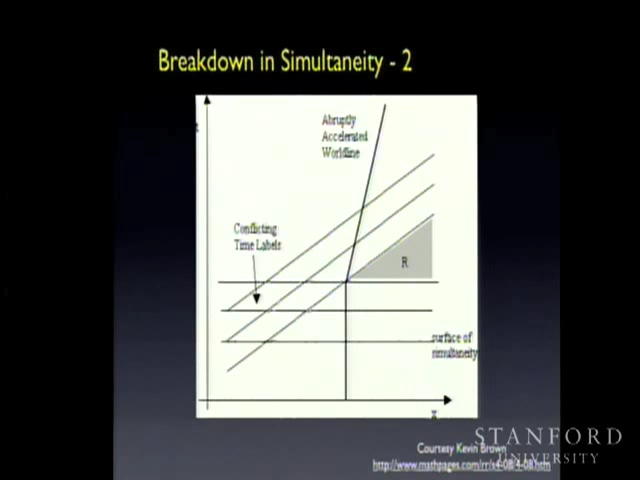 Breakdown in Simultaneity - 2
t
Abruptly
Accelerated
Worldline
Conflicting
Time Labels
R
surface of
simultaneity
x
STANFORD
UNIVERSITY
Courtesy Kevin Brown